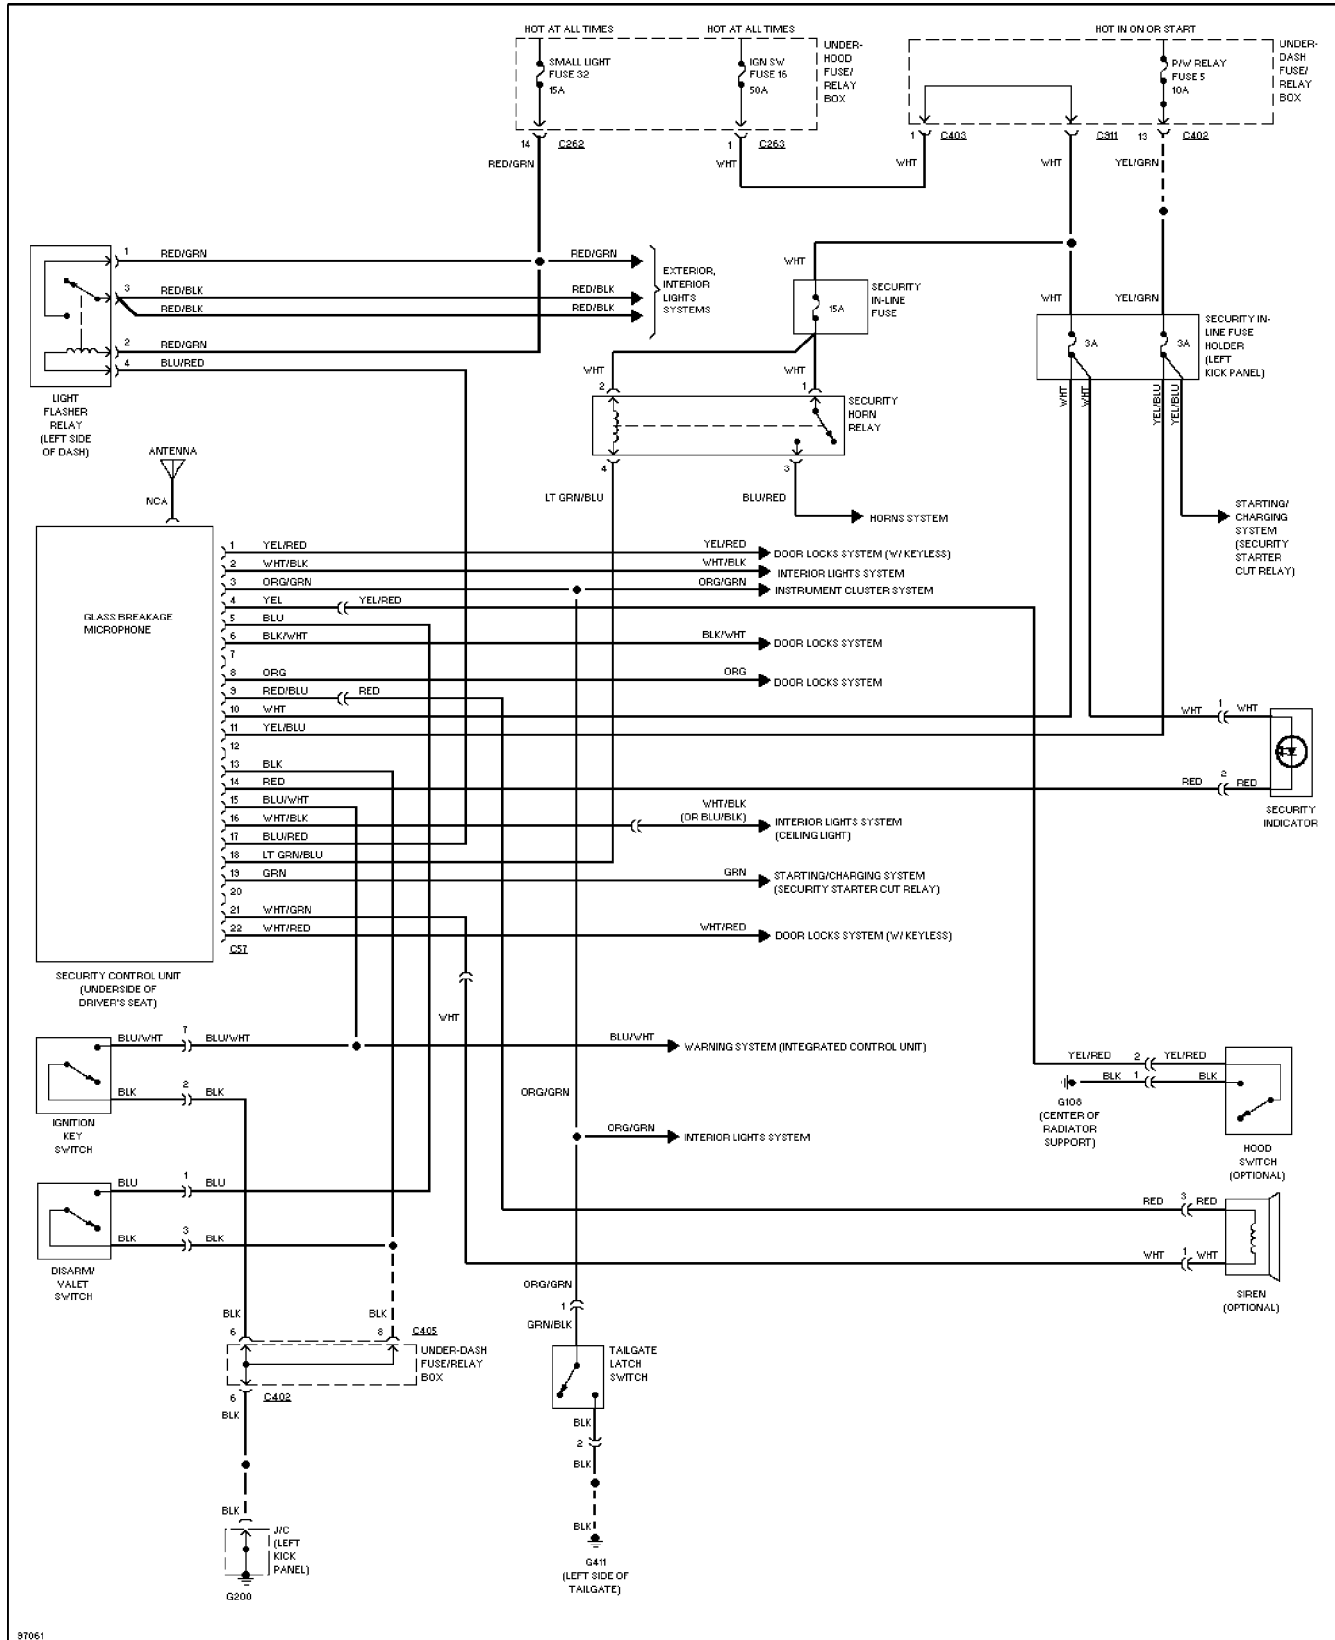 HOT AT ALL TIMES
HOT AT ALL TIMES
HOT IN ON OR START
SMALL LIGHT
FUSE 32
15A
IGN SW
FUSE 16
50A
UNDER-
HOOD
FUSE/
RELAY
BOX
P/W RELAY
FUSE 5
10A
UNDER-
DASH
FUSE/
RELAY
BOX
14
C262
1
C263
1
C403
C911
13
C402
RED/GRN
WHT
WHT
WHT
YEL/GRN
1
RED/GRN
RED/GRN
3
RED/BLK
RED/BLK
RED/BLK
RED/BLK
2
RED/GRN
4
BLU/RED
EXTERIOR,
INTERIOR
LIGHTS
SYSTEMS
LIGHT
FLASHER
RELAY
(LEFT SIDE
OF DASH)
WHT
15A
SECURITY
IN-LINE
FUSE
WHT
YEL/GRN
3A
3A
SECURITY IN-
LINE FUSE
HOLDER
(LEFT
KICK PANEL)
WHT
WHT
YEL/BLU
YEL/BLU
WHT
2
WHT
1
SECURITY
HORN
RELAY
4
3
LT GRN/BLU
BLU/RED
HORNS SYSTEM
STARTING/
CHARGING
SYSTEM
(SECURITY
STARTER
CUT RELAY)
ANTENNA
NCA
GLASS BREAKAGE
MICROPHONE
1 YEL/RED
YEL/RED
DOOR LOCKS SYSTEM (W/ KEYLESS)
2 WHT/BLK
WHT/BLK
INTERIOR LIGHTS SYSTEM
3 ORG/GRN
ORG/GRN
INSTRUMENT CLUSTER SYSTEM
4 YEL
YEL/RED
5 BLU
6 BLK/WHT
BLK/WHT
DOOR LOCKS SYSTEM
7
8 ORG
ORG
DOOR LOCKS SYSTEM
9 RED/BLU
RED
10 WHT
11 YEL/BLU
12
13 BLK
14 RED
15 BLU/WHT
16 WHT/BLK
WHT/BLK
(OR BLU/BLK)
INTERIOR LIGHTS SYSTEM
(CEILING LIGHT)
17 BLU/RED
18 LT GRN/BLU
19 GRN
GRN
STARTING/CHARGING SYSTEM
(SECURITY STARTER CUT RELAY)
20
21 WHT/GRN
22 WHT/RED
WHT/RED
DOOR LOCKS SYSTEM (W/ KEYLESS)
C57
SECURITY CONTROL UNIT
(UNDERSIDE OF
DRIVER'S SEAT)
WHT
1
WHT
RED
2
RED
SECURITY
INDICATOR
WHT
BLU/WHT
7
BLU/WHT
BLU/WHT
WARNING SYSTEM (INTEGRATED CONTROL UNIT)
BLK
2
BLK
IGNITION
KEY
SWITCH
ORG/GRN
ORG/GRN
INTERIOR LIGHTS SYSTEM
YEL/RED
2
YEL/RED
BLK
1
BLK
G108
(CENTER OF
RADIATOR
SUPPORT)
HOOD
SWITCH
(OPTIONAL)
BLU
1
BLU
BLK
3
BLK
DISARM/
VALET
SWITCH
RED
3
RED
WHT
1
WHT
SIREN
(OPTIONAL)
ORG/GRN
1
GRN/BLK
TAILGATE
LATCH
SWITCH
BLK
2
BLK
BLK
G411
(LEFT SIDE OF
TAILGATE)
BLK
6
BLK
8
C405
UNDER-DASH
FUSE/RELAY
BOX
6
C402
BLK
BLK
J/C
(LEFT
KICK
PANEL)
G200
97061